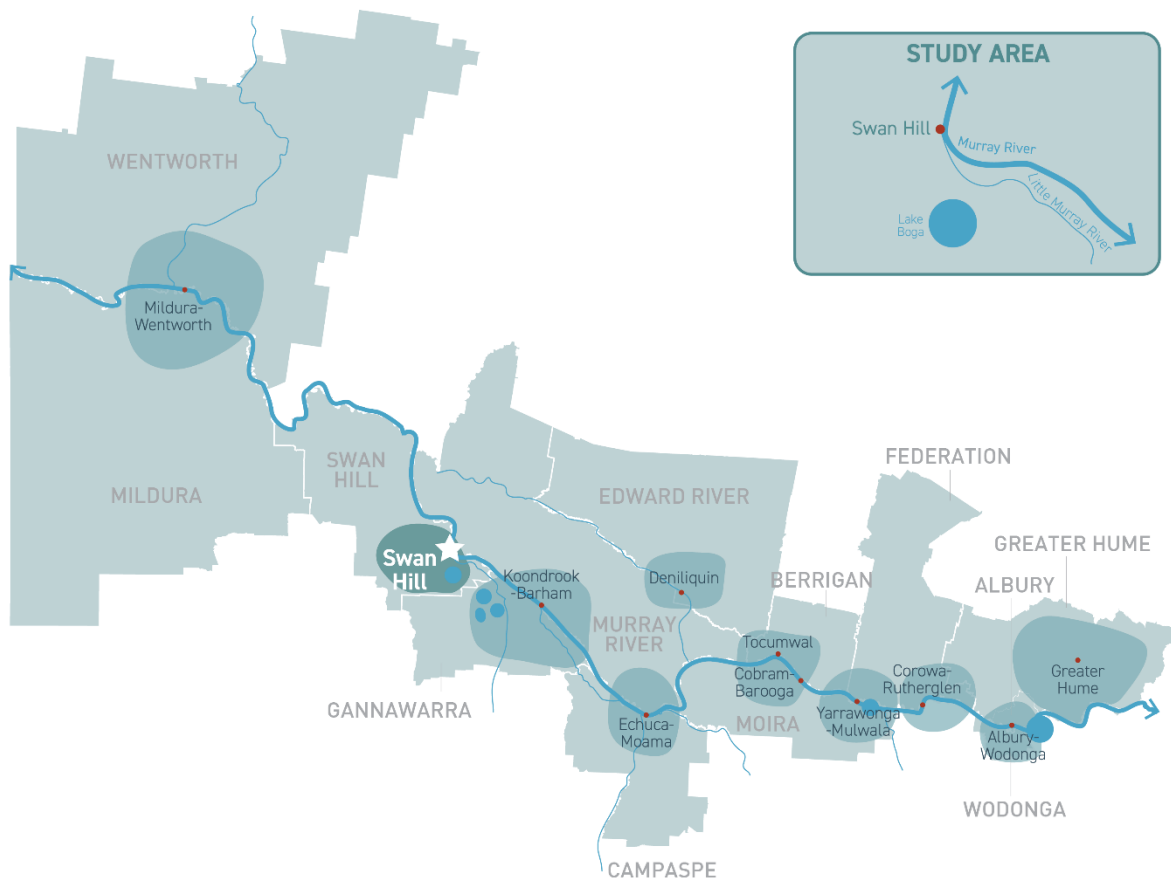 STUDY AREA
Swan Hill
Murray River
Little Murray River
Lake
Boga
WENTWORTH
Mildura-
Wentworth
MILDURA
SWAN
HILL
Swan
Hill
Koondrook
-Barham
EDWARD RIVER
Deniliquin
FEDERATION
GREATER HUME
ALBURY
BERRIGAN
MURRAY
RIVER
Tocumwal
Cobram-
Barooga
Corowa-
Rutherglen
Greater
Hume
GANNAWARRA
Echuca-
Moama
MOIRA
Yarrawonga
-Mulwala
Albury-
Wodonga
WODONGA
CAMPASPE